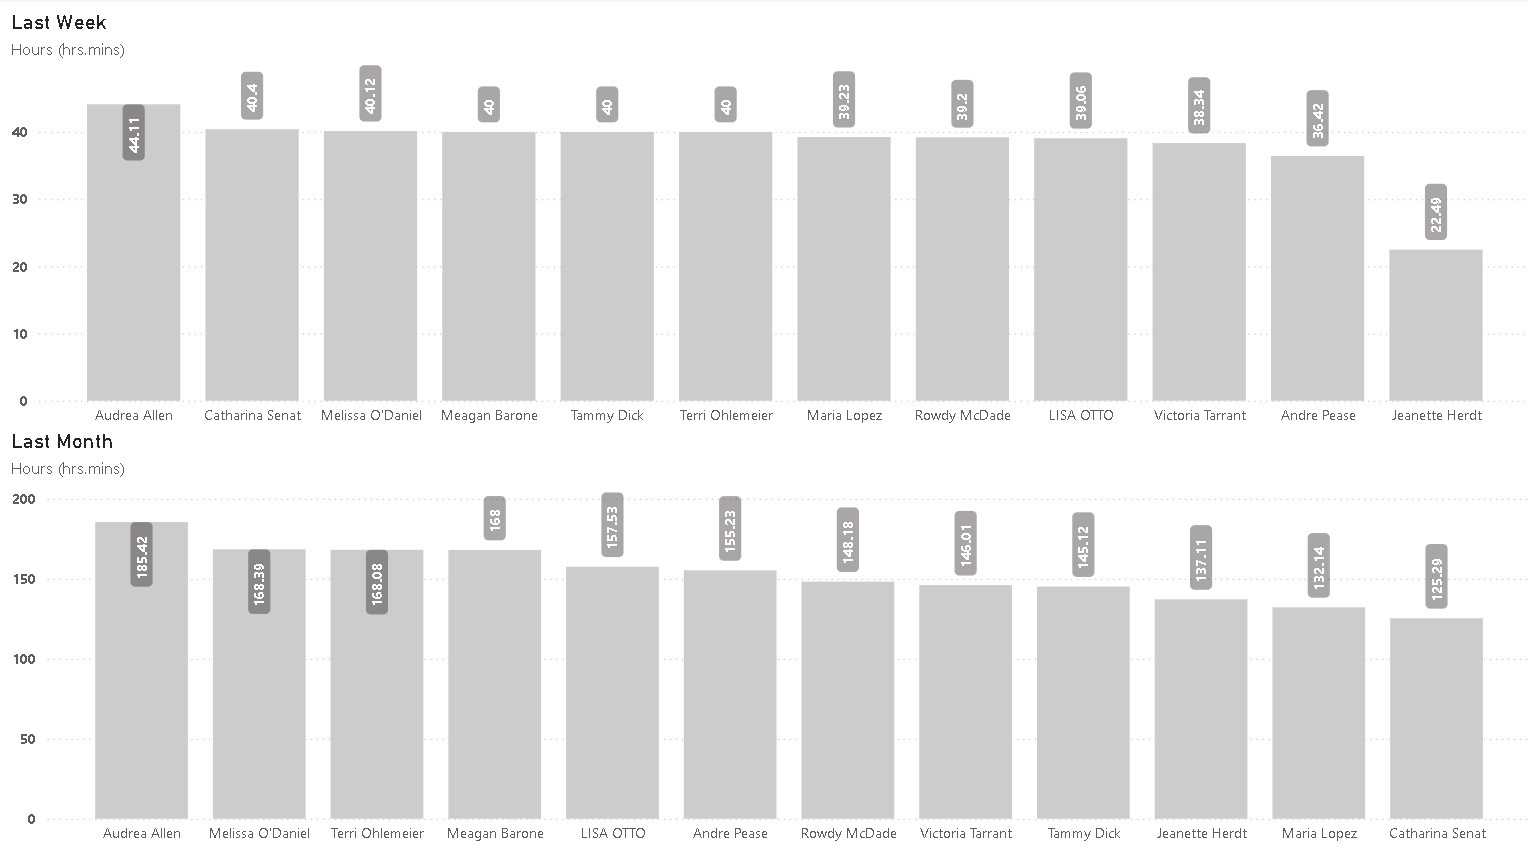 Last Week
Hours (hrs.mins)
44.11 40.4 40.12 40 40 40 39.23 39.2 39.06 38.34 36.42 22.49
40
30
20
10
0
Audrea Allen Catharina Senat Melissa O'Daniel Meagan Barone Tammy Dick Terri Ohlemeier Maria Lopez Rowdy McDade LISA OTTO Victoria Tarrant Andre Pease Jeanette Herdt
Last Month
Hours (hrs.mins)
185.42 168.39 168.08 168 157.53 155.23 148.18 146.01 145.12 137.11 132.14 125.29
200
150
100
50
0
Audrea Allen Melissa O'Daniel Terri Ohlemeier Meagan Barone LISA OTTO Andre Pease Rowdy McDade Victoria Tarrant Tammy Dick Jeanette Herdt Maria Lopez Catharina Senat